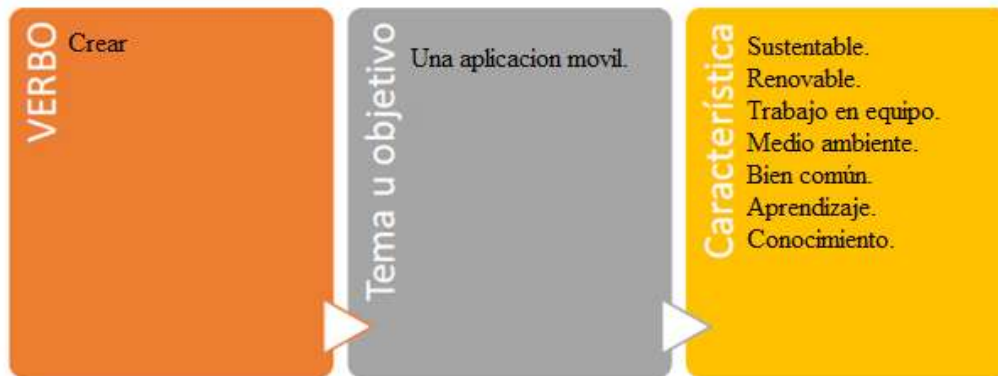 VERBO
Crear
Tema u objetivo
Una aplicacion movil.
Característica
Sustentable.
Renovable.
Trabajo en equipo.
Medio ambiente.
Bien común.
Aprendizaje.
Conocimiento.